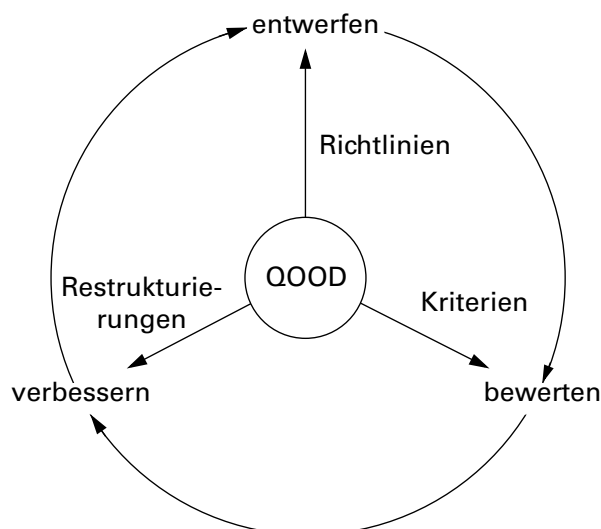 entwerfen
Richtlinien
QOOD
Restrukturie-
rungen
Kriterien
verbessern
bewerten